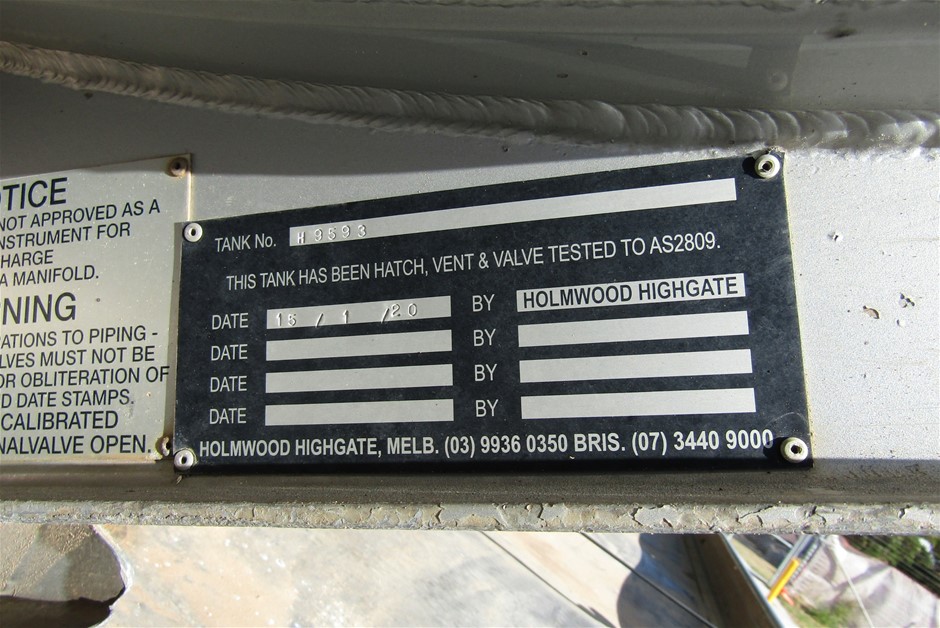 OTICE
NOT APPROVED AS A
INSTRUMENT FOR
CHARGE
A MANIFOLD.
NING
ATIONS TO PIPING -
LVES MUST NOT BE
OR OBLITERATION OF
D DATE STAMPS.
CALIBRATED
NALVALVE OPEN.
TANK No. H 9593
THIS TANK HAS BEEN HATCH, VENT & VALVE TESTED TO AS2809.
DATE 15 / 1 / 20 BY HOLMWOOD HIGHGATE
DATE BY
DATE BY
DATE BY
HOLMWOOD HIGHGATE, MELB. (03) 9936 0350 BRIS. (07) 3440 9000